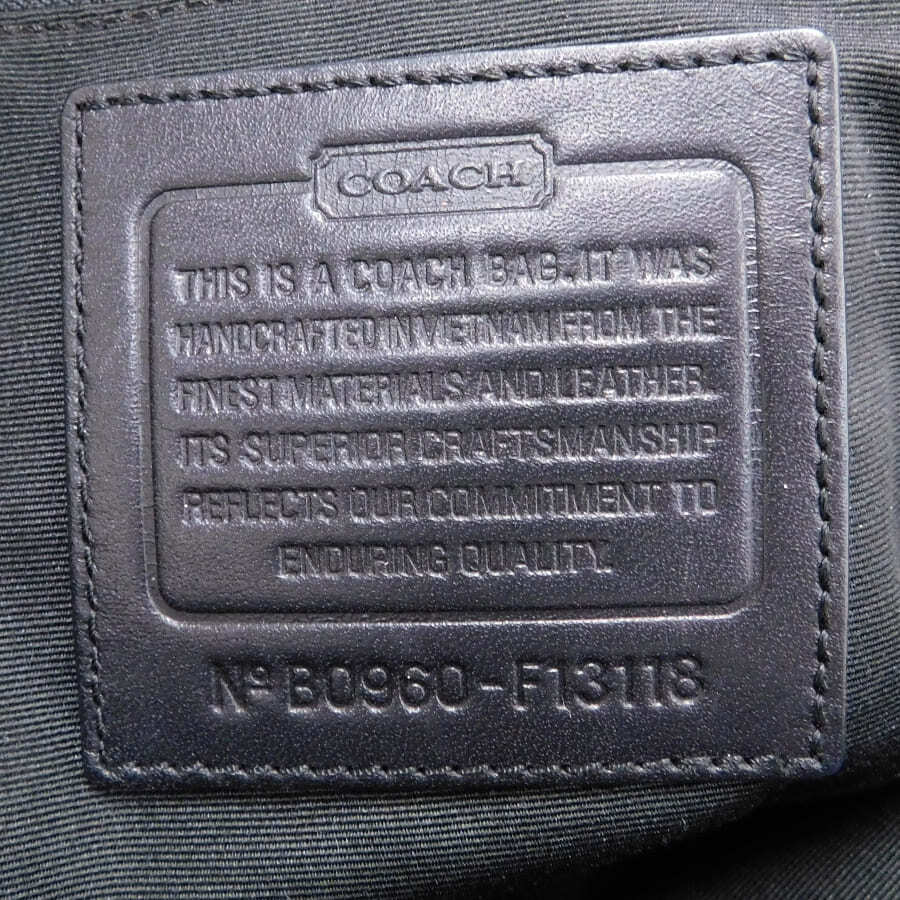 COACH
THIS IS A COACH BAG. IT WAS
HANDCRAFTED IN VIETNAM FROM THE
FINEST MATERIALS AND LEATHER.
ITS SUPERIOR CRAFTSMANSHIP
REFLECTS OUR COMMITMENT TO
ENDURING QUALITY.
Nº B0960-F13118